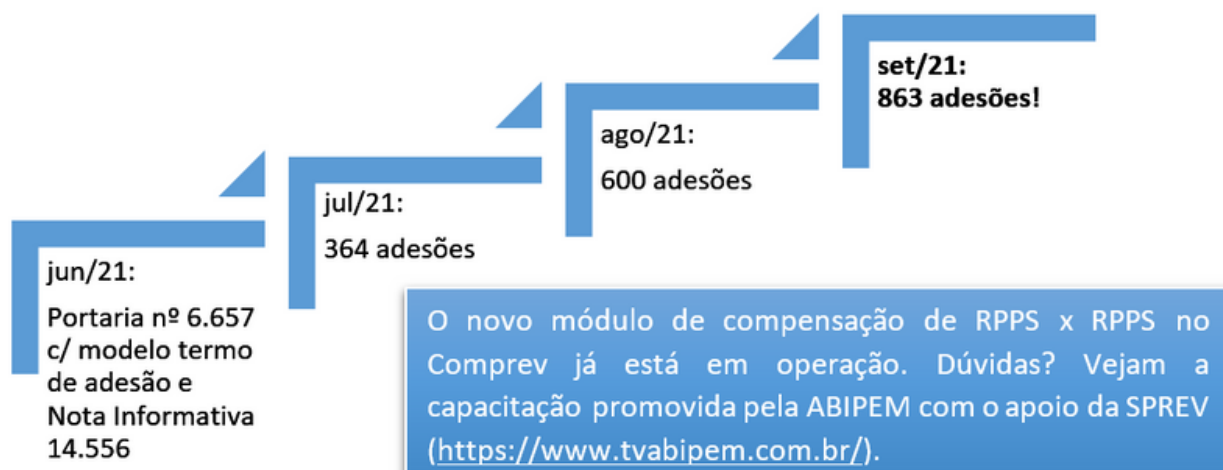 jun/21:
Portaria nº 6.657
c/ modelo termo
de adesão e
Nota Informativa
14.556
jul/21:
364 adesões
ago/21:
600 adesões
set/21:
863 adesões!
O novo módulo de compensação de RPPS x RPPS no
Comprev já está em operação. Dúvidas? Vejam a
capacitação promovida pela ABIPEM com o apoio da SPREV
(https://www.tvabipem.com.br/).